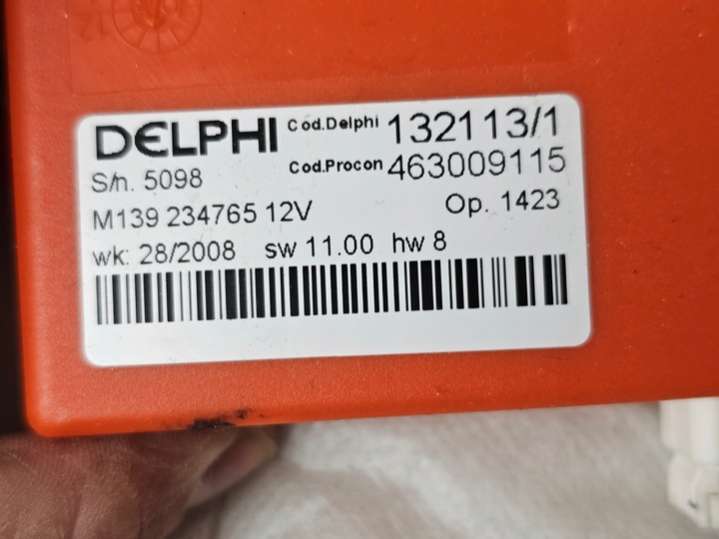 DELPHI Cod.Delphi 132113/1
S/n. 5098 Cod.Procon 463009115
M139 234765 12V Op. 1423
wk: 28/2008 sw 11.00 hw 8